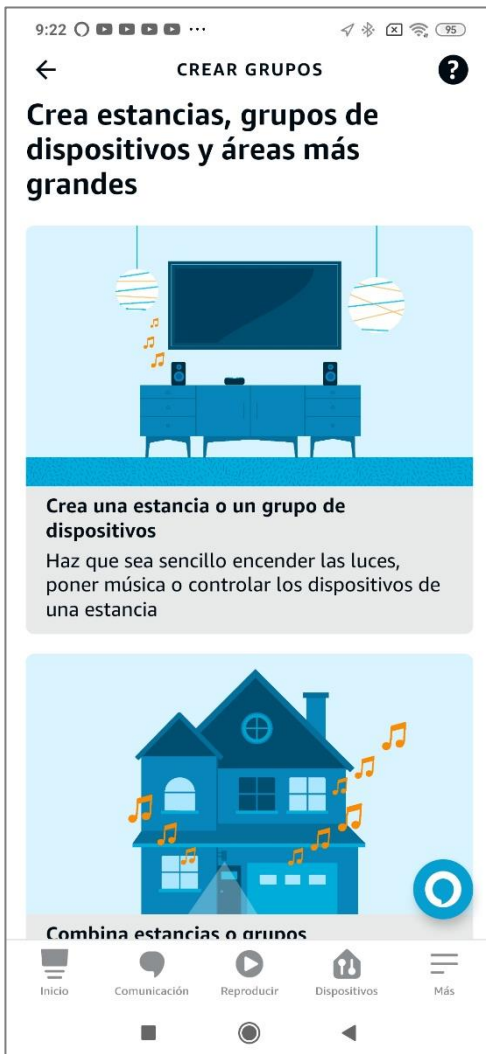 9:22
95
CREAR GRUPOS
?
Crea estancias, grupos de
dispositivos y áreas más
grandes
Crea una estancia o un grupo de
dispositivos
Haz que sea sencillo encender las luces,
poner música o controlar los dispositivos de
una estancia
Combina estancias o grupos
Inicio
Comunicación
Reproducir
Dispositivos
Más